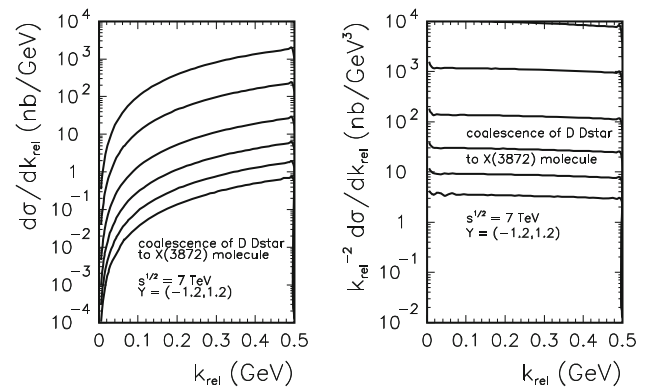 dσ/dk_rel (nb/GeV)
10^4
10^3
10^2
10
1
10^-1
10^-2
10^-3
10^-4
coalescence of D Dstar
to X(3872) molecule
s^1/2 = 7 TeV
Y = (-1.2,1.2)
0 0.1 0.2 0.3 0.4 0.5
k_rel (GeV)
k_rel^-2 dσ/dk_rel (nb/GeV^3)
10^4
10^3
10^2
10
1
10^-1
10^-2
coalescence of D Dstar
to X(3872) molecule
s^1/2 = 7 TeV
Y = (-1.2,1.2)
0 0.1 0.2 0.3 0.4 0.5
k_rel (GeV)